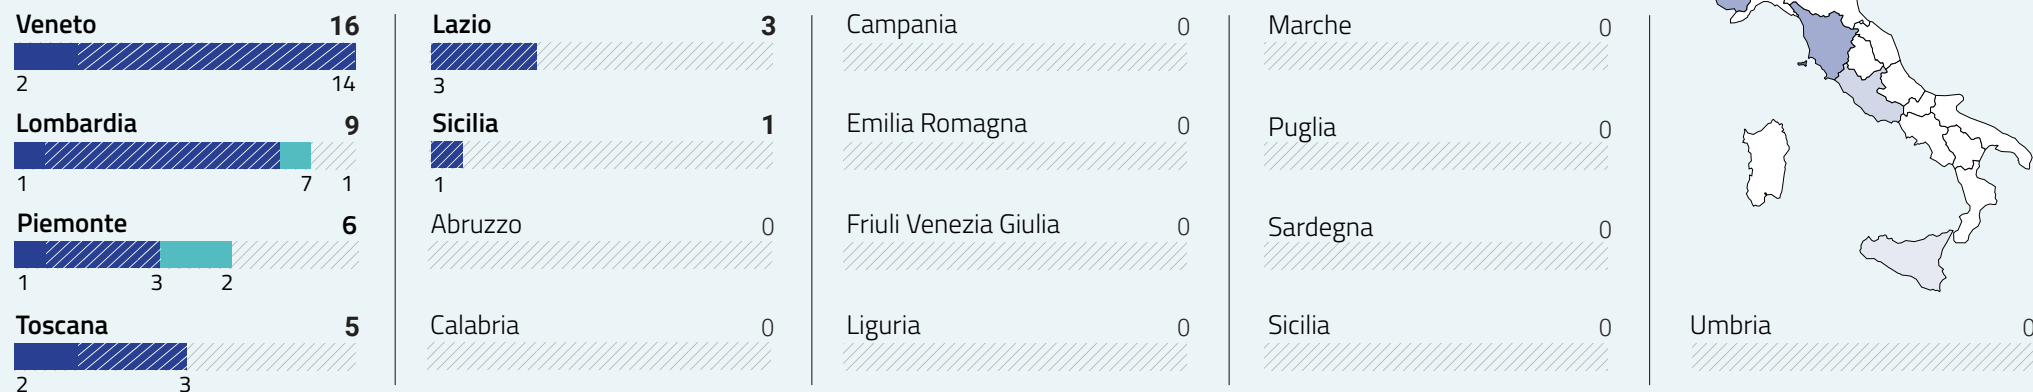 Veneto 16
2 14
Lombardia 9
1 7 1
Piemonte 6
1 3 2
Toscana 5
2 3
Lazio 3
3
Sicilia 1
1
Abruzzo 0
Calabria 0
Campania 0
Emilia Romagna 0
Friuli Venezia Giulia 0
Liguria 0
Marche 0
Puglia 0
Sardegna 0
Sicilia 0
Umbria 0